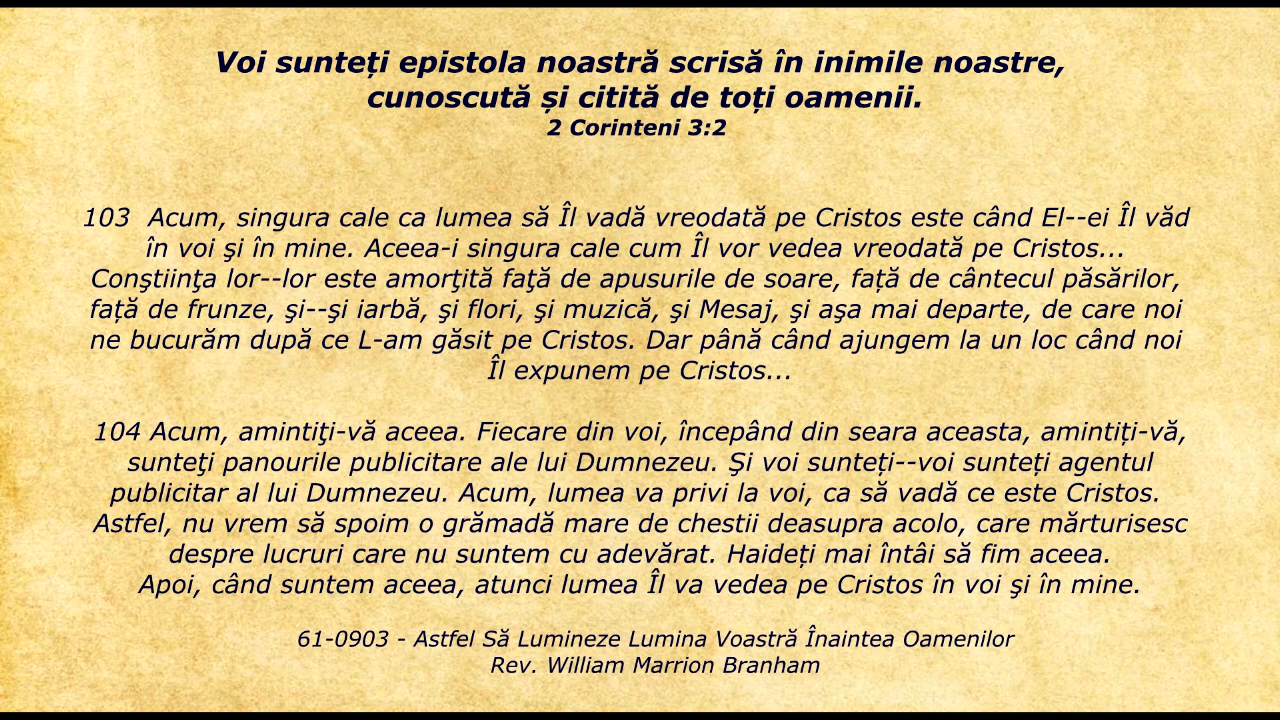 Voi sunteți epistola noastră scrisă în inimile noastre,
cunoscută și citită de toți oamenii.
2 Corinteni 3:2
103  Acum, singura cale ca lumea să Îl vadă vreodată pe Cristos este când El--ei Îl văd
în voi şi în mine. Aceea-i singura cale cum Îl vor vedea vreodată pe Cristos...
Conştiinţa lor--lor este amorţită faţă de apusurile de soare, față de cântecul păsărilor,
față de frunze, şi--şi iarbă, şi flori, şi muzică, şi Mesaj, şi aşa mai departe, de care noi
ne bucurăm după ce L-am găsit pe Cristos. Dar până când ajungem la un loc când noi
Îl expunem pe Cristos...
104 Acum, amintiţi-vă aceea. Fiecare din voi, începând din seara aceasta, amintiți-vă,
sunteţi panourile publicitare ale lui Dumnezeu. Şi voi sunteți--voi sunteți agentul
publicitar al lui Dumnezeu. Acum, lumea va privi la voi, ca să vadă ce este Cristos.
Astfel, nu vrem să spoim o grămadă mare de chestii deasupra acolo, care mărturisesc
despre lucruri care nu suntem cu adevărat. Haideți mai întâi să fim aceea.
Apoi, când suntem aceea, atunci lumea Îl va vedea pe Cristos în voi şi în mine.
61-0903 - Astfel Să Lumineze Lumina Voastră Înaintea Oamenilor
Rev. William Marrion Branham